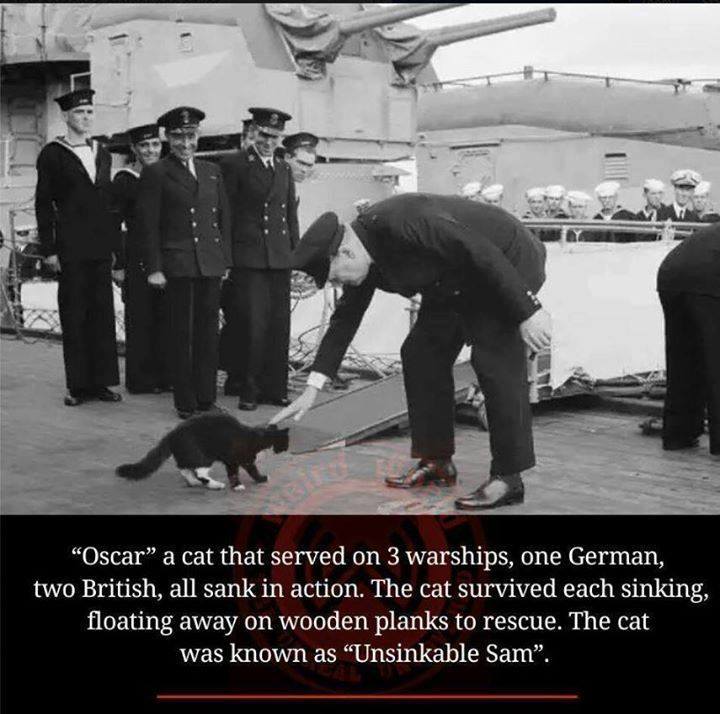 “Oscar” a cat that served on 3 warships, one German,
two British, all sank in action. The cat survived each sinking,
floating away on wooden planks to rescue. The cat
was known as “Unsinkable Sam”.